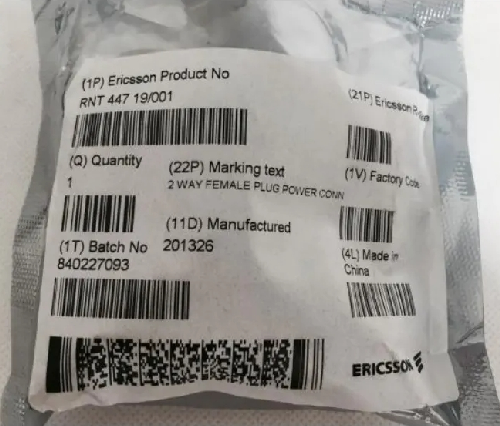 (1P) Ericsson Product No
RNT 447 19/001
(21P) Ericsson
(Q) Quantity
1
(22P) Marking text
2 WAY FEMALE PLUG POWER CONN
(1V) Factory Code
(11D) Manufactured
201326
(1T) Batch No
840227093
(4L) Made in
China
ERICSSON